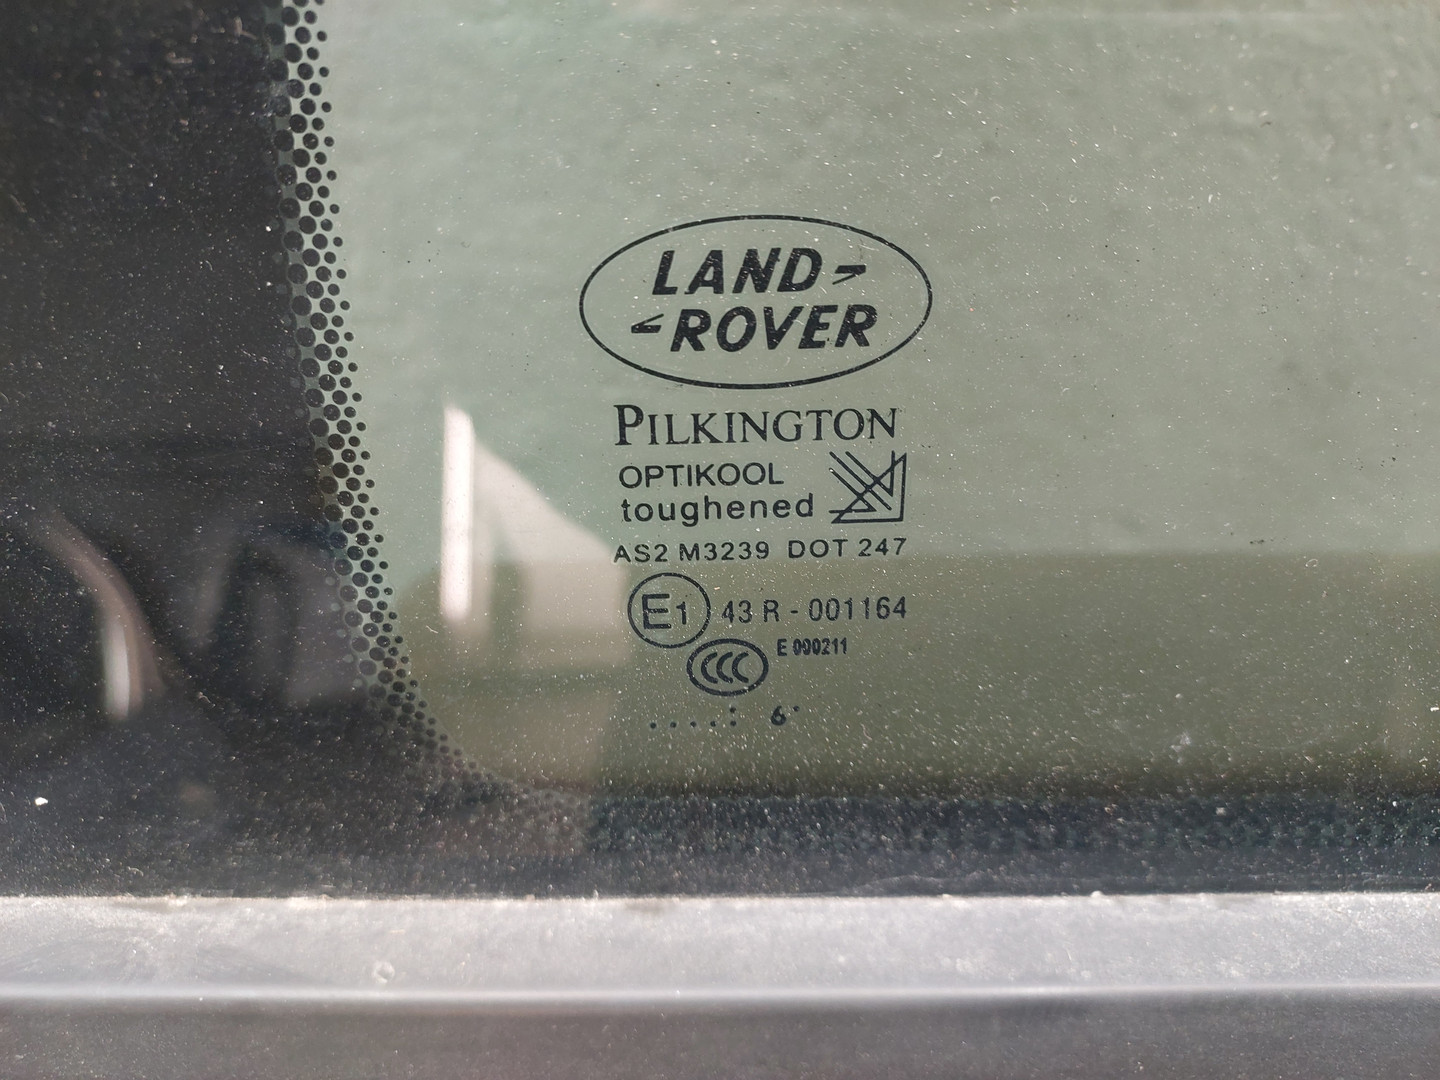 LAND
ROVER
PILKINGTON
OPTIKOOL
toughened
AS2 M3239 DOT 247
E1 43 R - 001164
E 000211
CCC
....: 6.